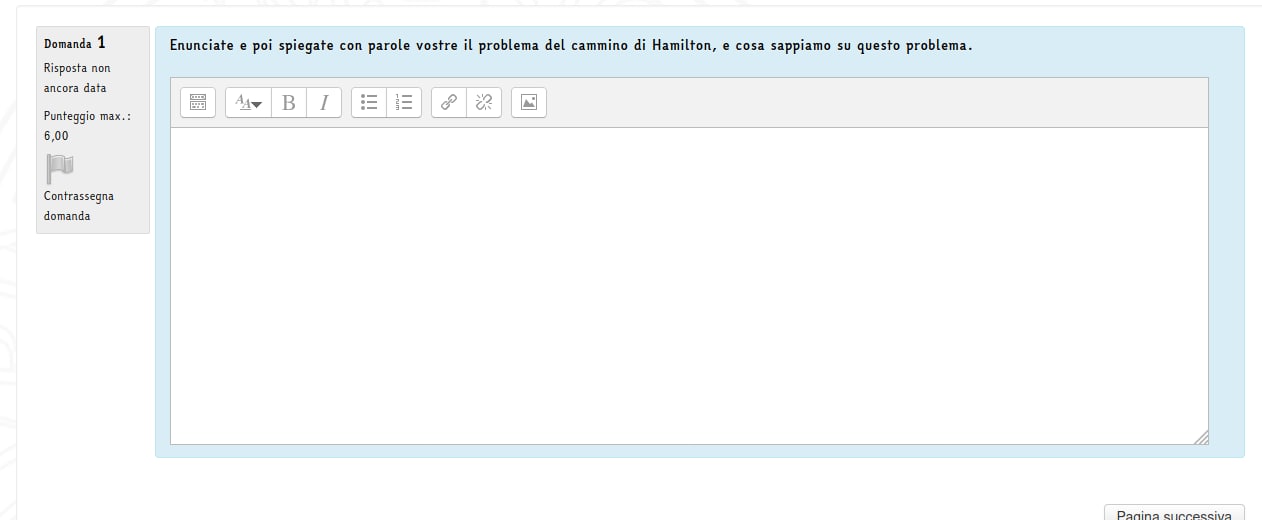 Domanda 1
Risposta non
ancora data
Punteggio max.:
6,00
Contrassegna
domanda
Enunciate e poi spiegate con parole vostre il problema del cammino di Hamilton, e cosa sappiamo su questo problema.
Pagina successiva